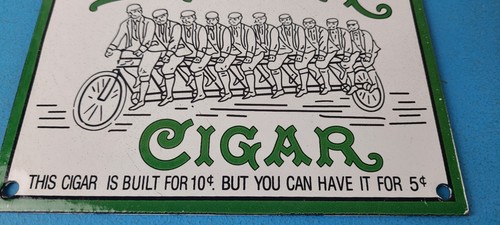 CIGAR
THIS CIGAR IS BUILT FOR 10¢. BUT YOU CAN HAVE IT FOR 5¢